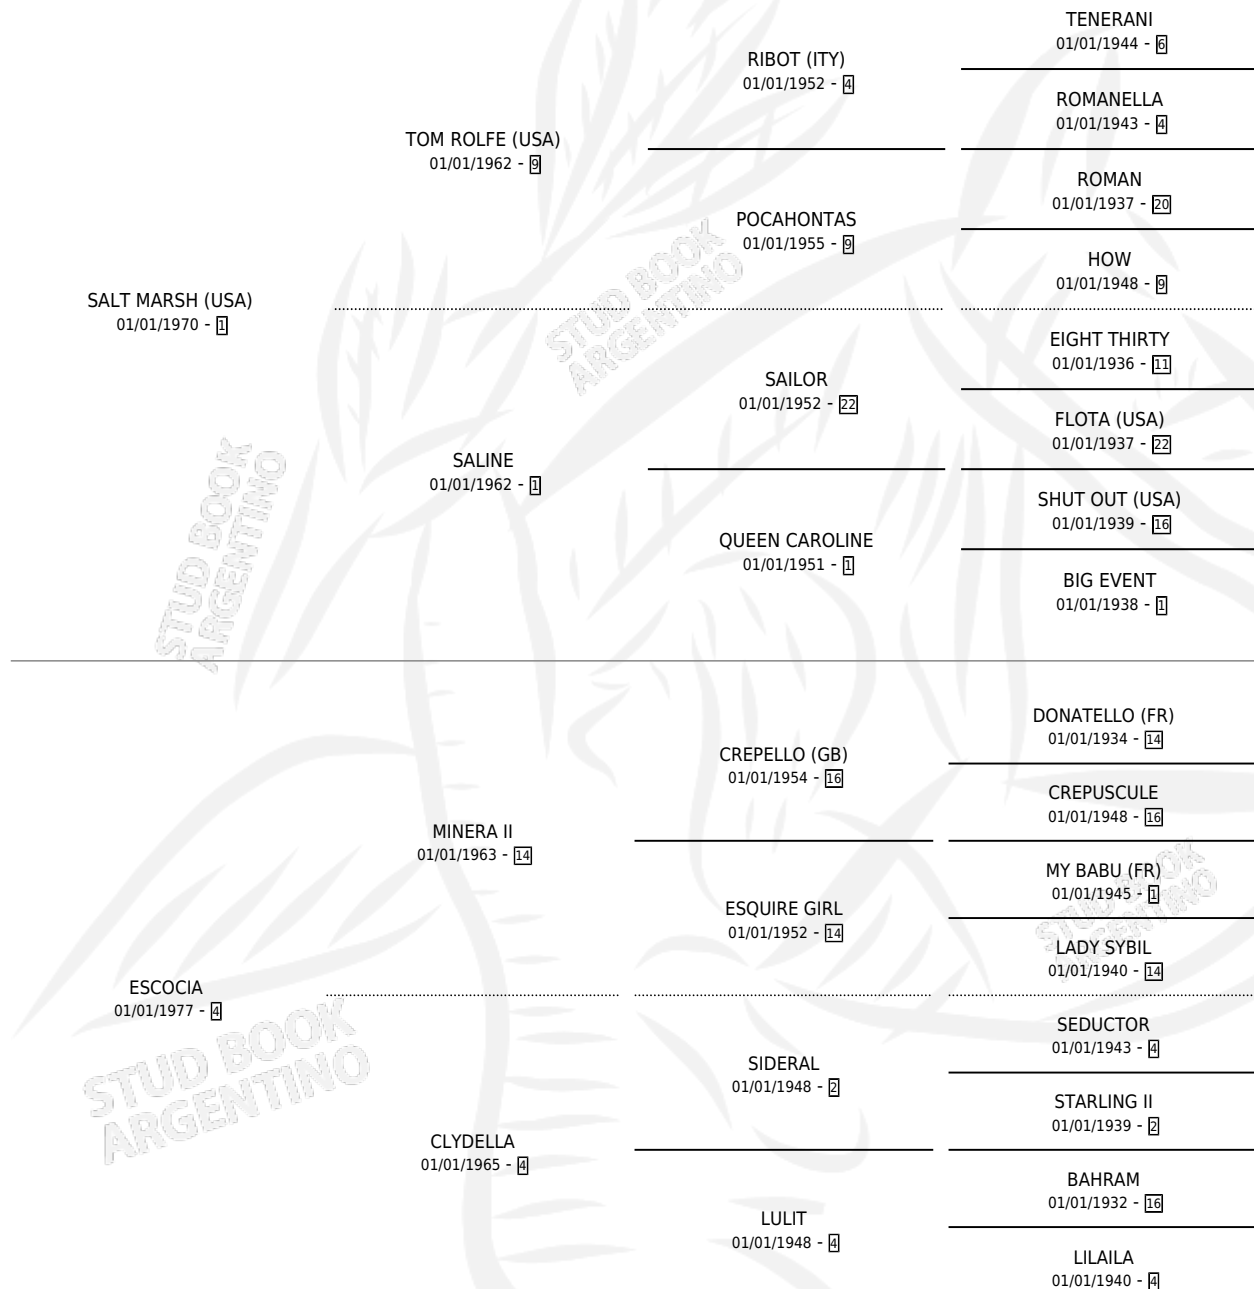 TENERANI
01/01/1944 - 6
RIBOT (ITY)
01/01/1952 - 4
ROMANELLA
01/01/1943 - 4
TOM ROLFE (USA)
01/01/1962 - 9
ROMAN
01/01/1937 - 20
POCAHONTAS
01/01/1955 - 9
HOW
01/01/1948 - 9
SALT MARSH (USA)
01/01/1970 - 1
EIGHT THIRTY
01/01/1936 - 11
SAILOR
01/01/1952 - 22
FLOTA (USA)
01/01/1937 - 22
SALINE
01/01/1962 - 1
SHUT OUT (USA)
01/01/1939 - 16
QUEEN CAROLINE
01/01/1951 - 1
BIG EVENT
01/01/1938 - 1
DONATELLO (FR)
01/01/1934 - 14
CREPELLO (GB)
01/01/1954 - 16
CREPUSCULE
01/01/1948 - 16
MINERA II
01/01/1963 - 14
MY BABU (FR)
01/01/1945 - 1
ESQUIRE GIRL
01/01/1952 - 14
LADY SYBIL
01/01/1940 - 14
ESCOCIA
01/01/1977 - 4
SEDUCTOR
01/01/1943 - 4
SIDERAL
01/01/1948 - 2
STARLING II
01/01/1939 - 2
CLYDELLA
01/01/1965 - 4
BAHRAM
01/01/1932 - 16
LULIT
01/01/1948 - 4
LILAILA
01/01/1940 - 4
STUD BOOK
ARGENTINO
STUD BOOK
ARGENTINO
STUD BOOK
ARGENTINO
STUD BOOK
ARGENTINO